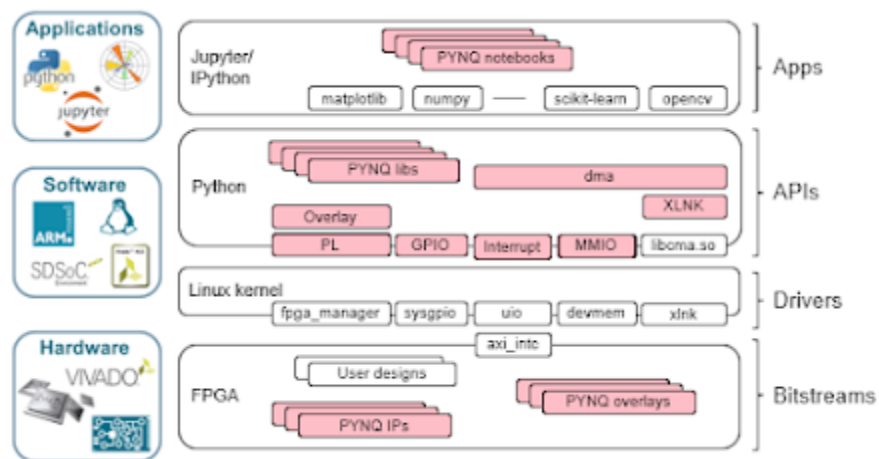 Applications
python
jupyter
Jupyter/
IPython
PYNQ notebooks
matplotlib
numpy
scikit-learn
opencv
Apps
Software
ARM
SDSoC
Python
PYNQ libs
dma
XLNK
Overlay
PL
GPIO
Interrupt
MMIO
libcma.so
APIs
Linux kernel
fpga_manager
sysgpio
uio
devmem
xlnk
Drivers
Hardware
VIVADO
axi_intc
FPGA
User designs
PYNQ overlays
PYNQ IPs
Bitstreams